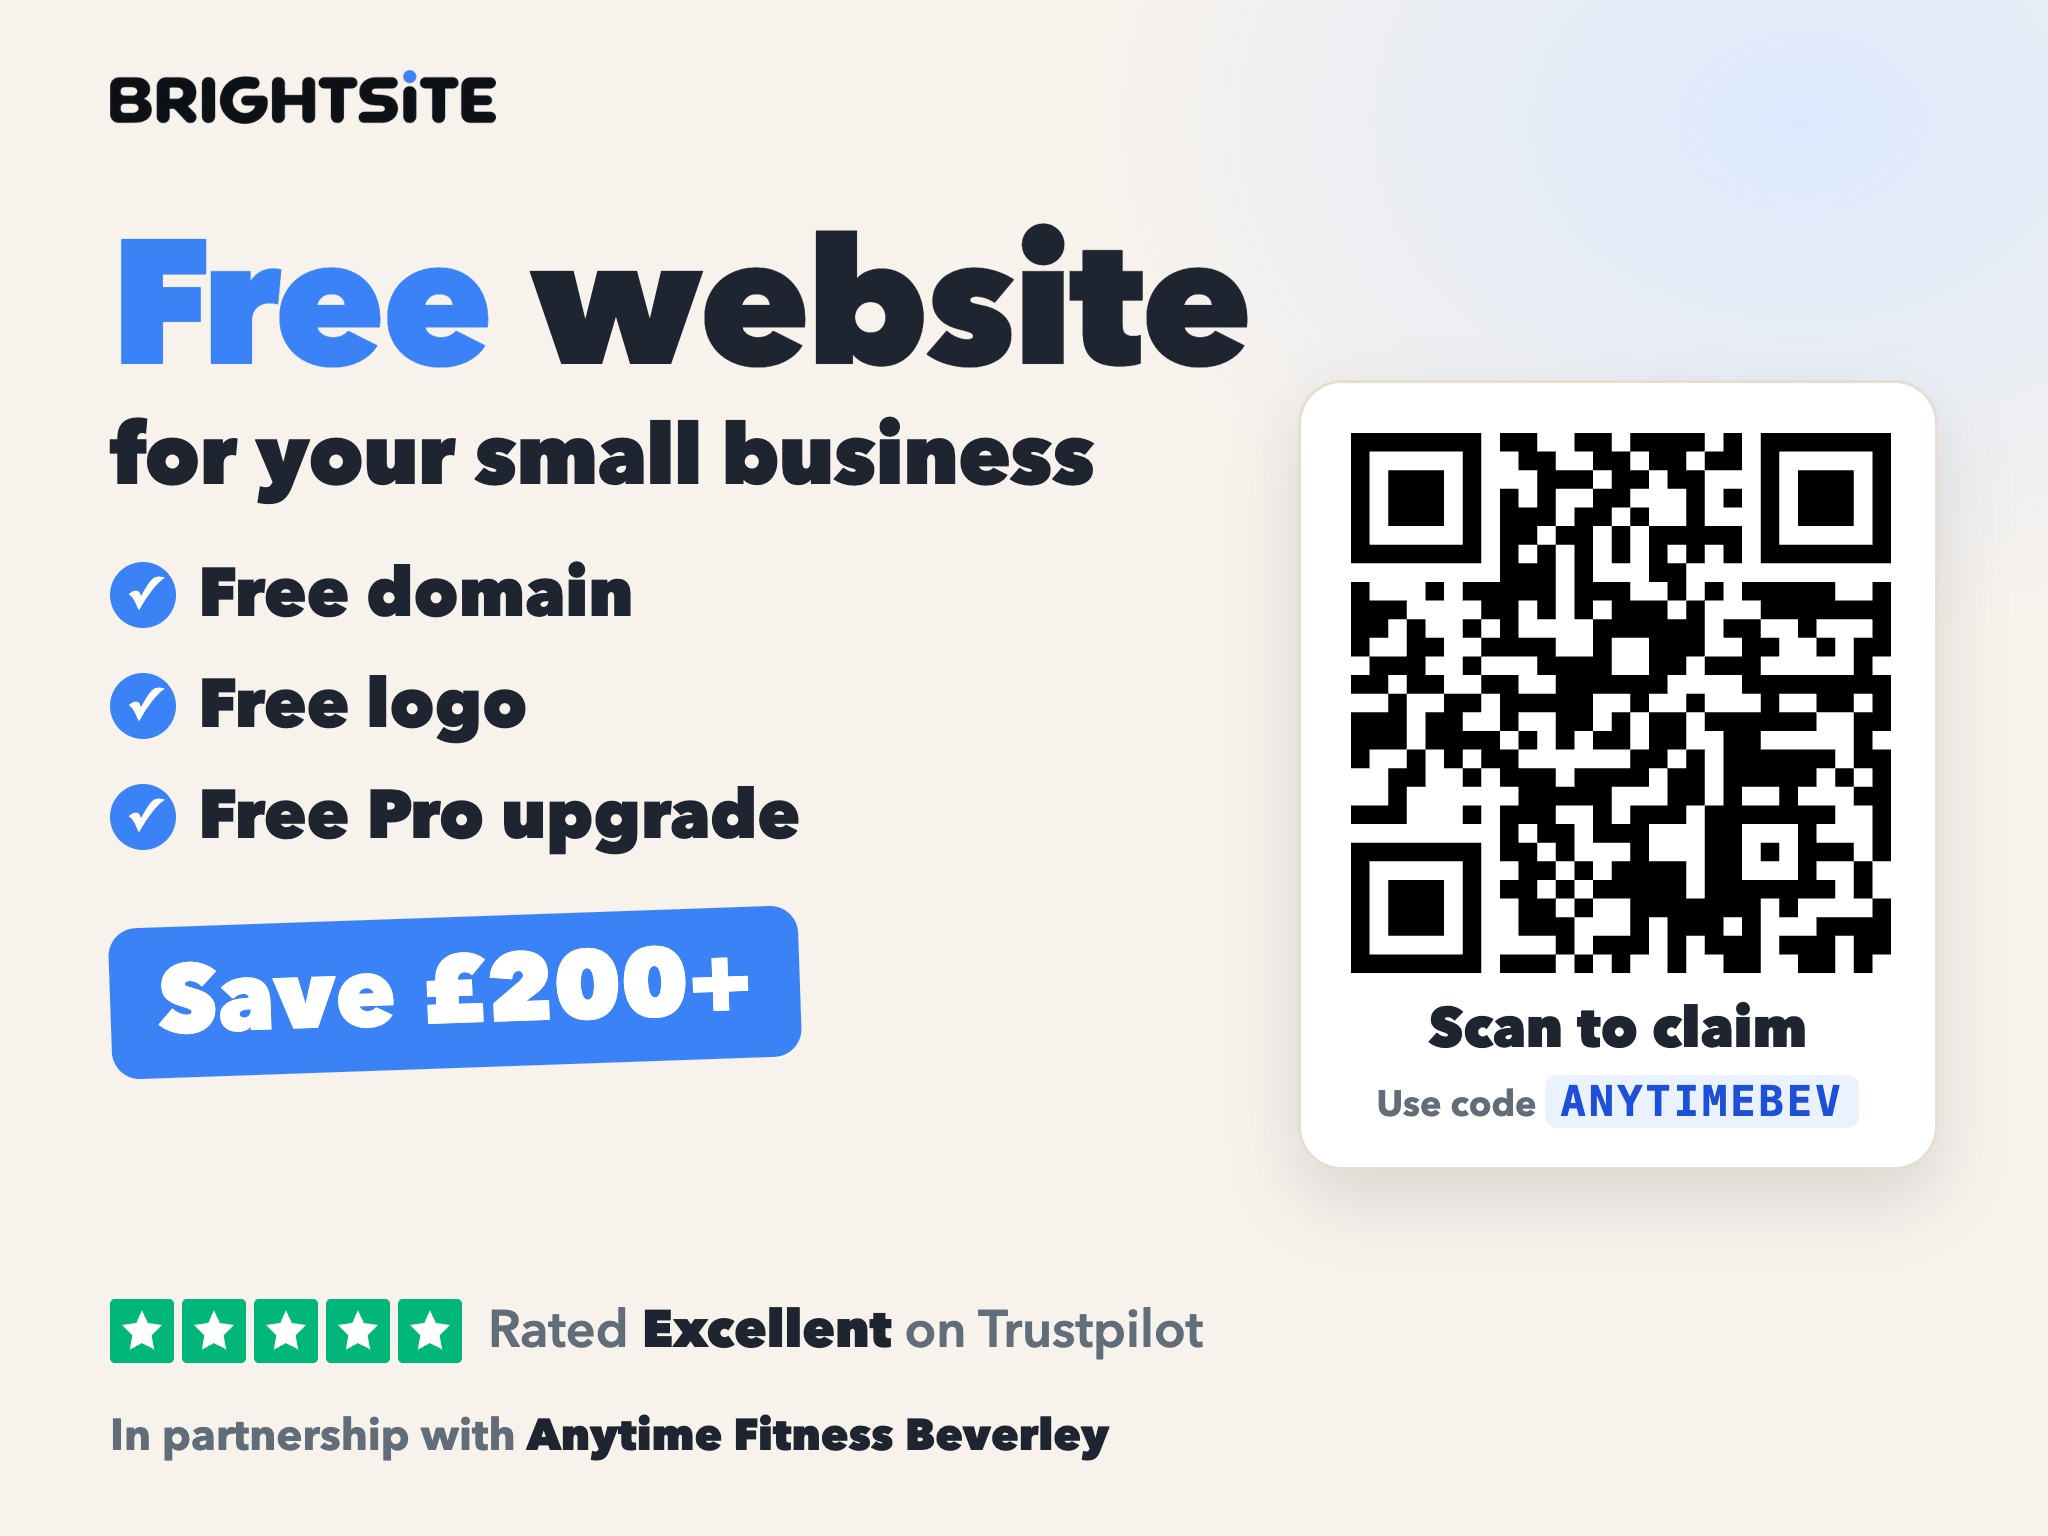 BRIGHTSiTE
Free website
for your small business
Free domain
Free logo
Free Pro upgrade
Save £200+
Scan to claim
Use code ANYTIMEBEV
Rated Excellent on Trustpilot
In partnership with Anytime Fitness Beverley